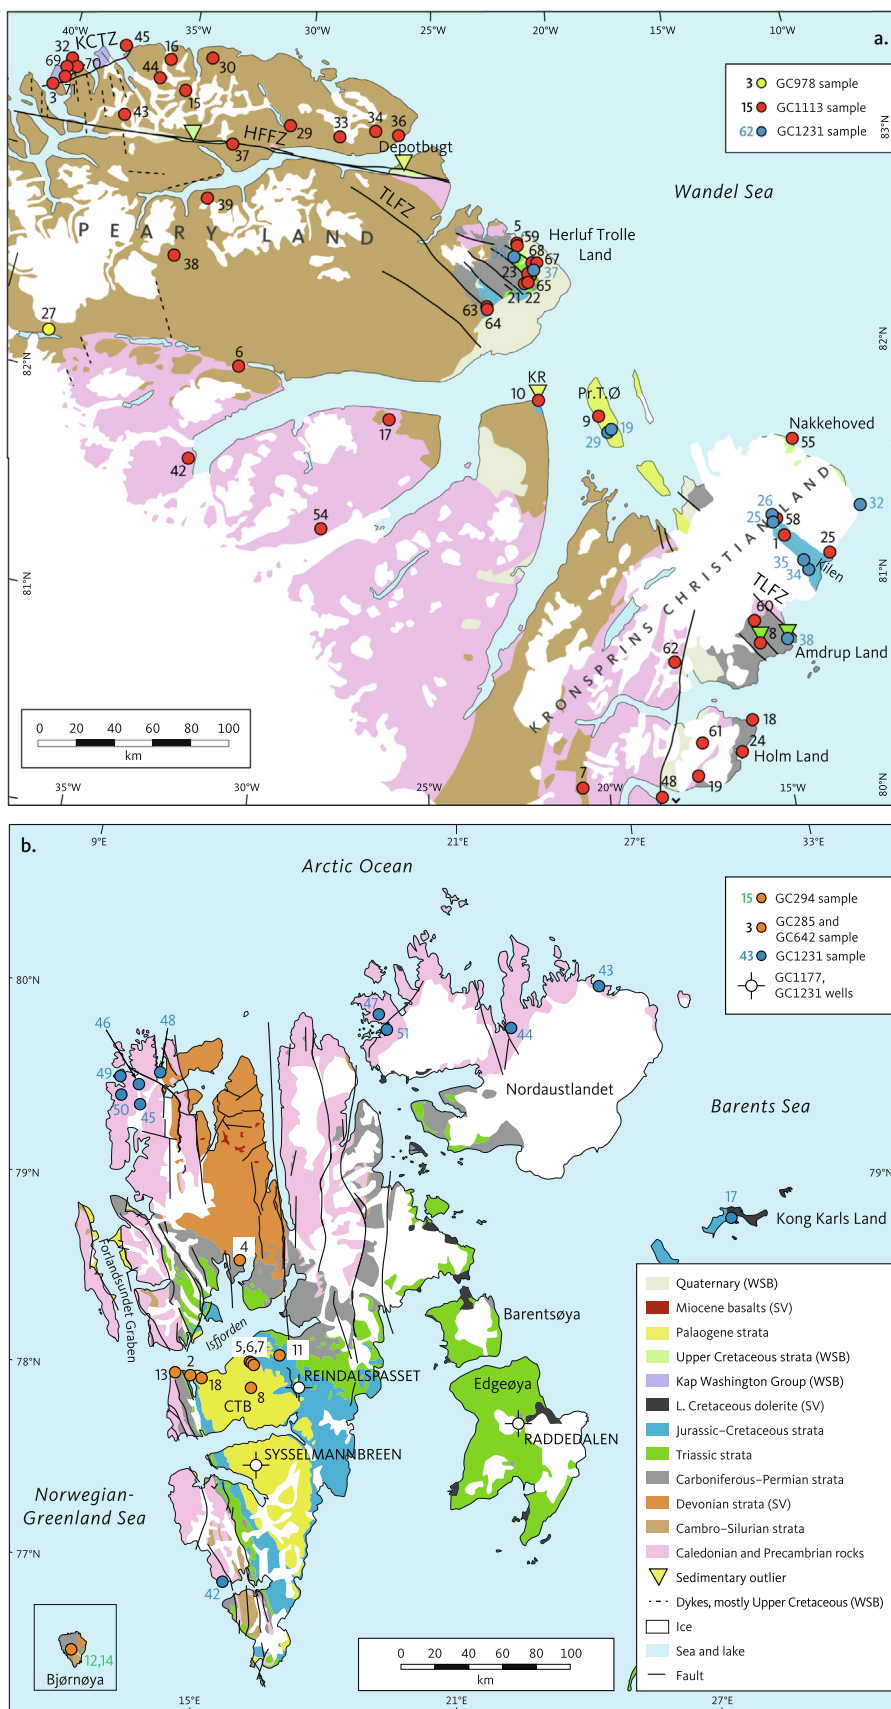 40°W
35°W
30°W
25°W
20°W
15°W
a.
45
32
KCTZ
16
30
69
70
44
71
3
15
43
29
33
34
36
HFFZ
37
Depotbugt
3 GC978 sample
15 GC1113 sample
62 GC1231 sample
83°N
Wandel Sea
39
TLFZ
PEARY LAND
38
5
59
Herluf Trolle
Land
68
67
37
23
65
21
22
63
64
27
82°N
82°N
6
KR
10
Pr.T.Ø
9
19
29
17
42
Nakkehoved
55
54
26
25
58
32
1
25
35
34
Kilen
81°N
81°N
KRONSPRINS CHRISTIAN LAND
TLFZ
60
8
38
Amdrup Land
62
18
61
24
Holm Land
19
7
48
0 20 40 60 80 100
km
35°W
25°W
20°W
15°W
80°N
b.
9°E
21°E
27°E
33°E
Arctic Ocean
15 GC294 sample
3 GC285 and
GC642 sample
43 GC1231 sample
GC1177,
GC1231 wells
80°N
43
47
51
44
46
48
49
50
45
Nordaustlandet
Barents Sea
79°N
79°N
17
Kong Karls Land
Forlandsundet Graben
4
Isfjorden
Barentsøya
78°N
5,6,7
11
13
2
18
8
CTB
REINDALSPASSET
Edgeøya
RADDEDALEN
SYSSELMANNBREEN
Norwegian-
Greenland Sea
77°N
42
12,14
Bjørnøya
0 20 40 60 80 100
km
15°E
21°E
27°E
Quaternary (WSB)
Miocene basalts (SV)
Palaogene strata
Upper Cretaceous strata (WSB)
Kap Washington Group (WSB)
L. Cretaceous dolerite (SV)
Jurassic–Cretaceous strata
Triassic strata
Carboniferous–Permian strata
Devonian strata (SV)
Cambro–Silurian strata
Caledonian and Precambrian rocks
Sedimentary outlier
Dykes, mostly Upper Cretaceous (WSB)
Ice
Sea and lake
Fault